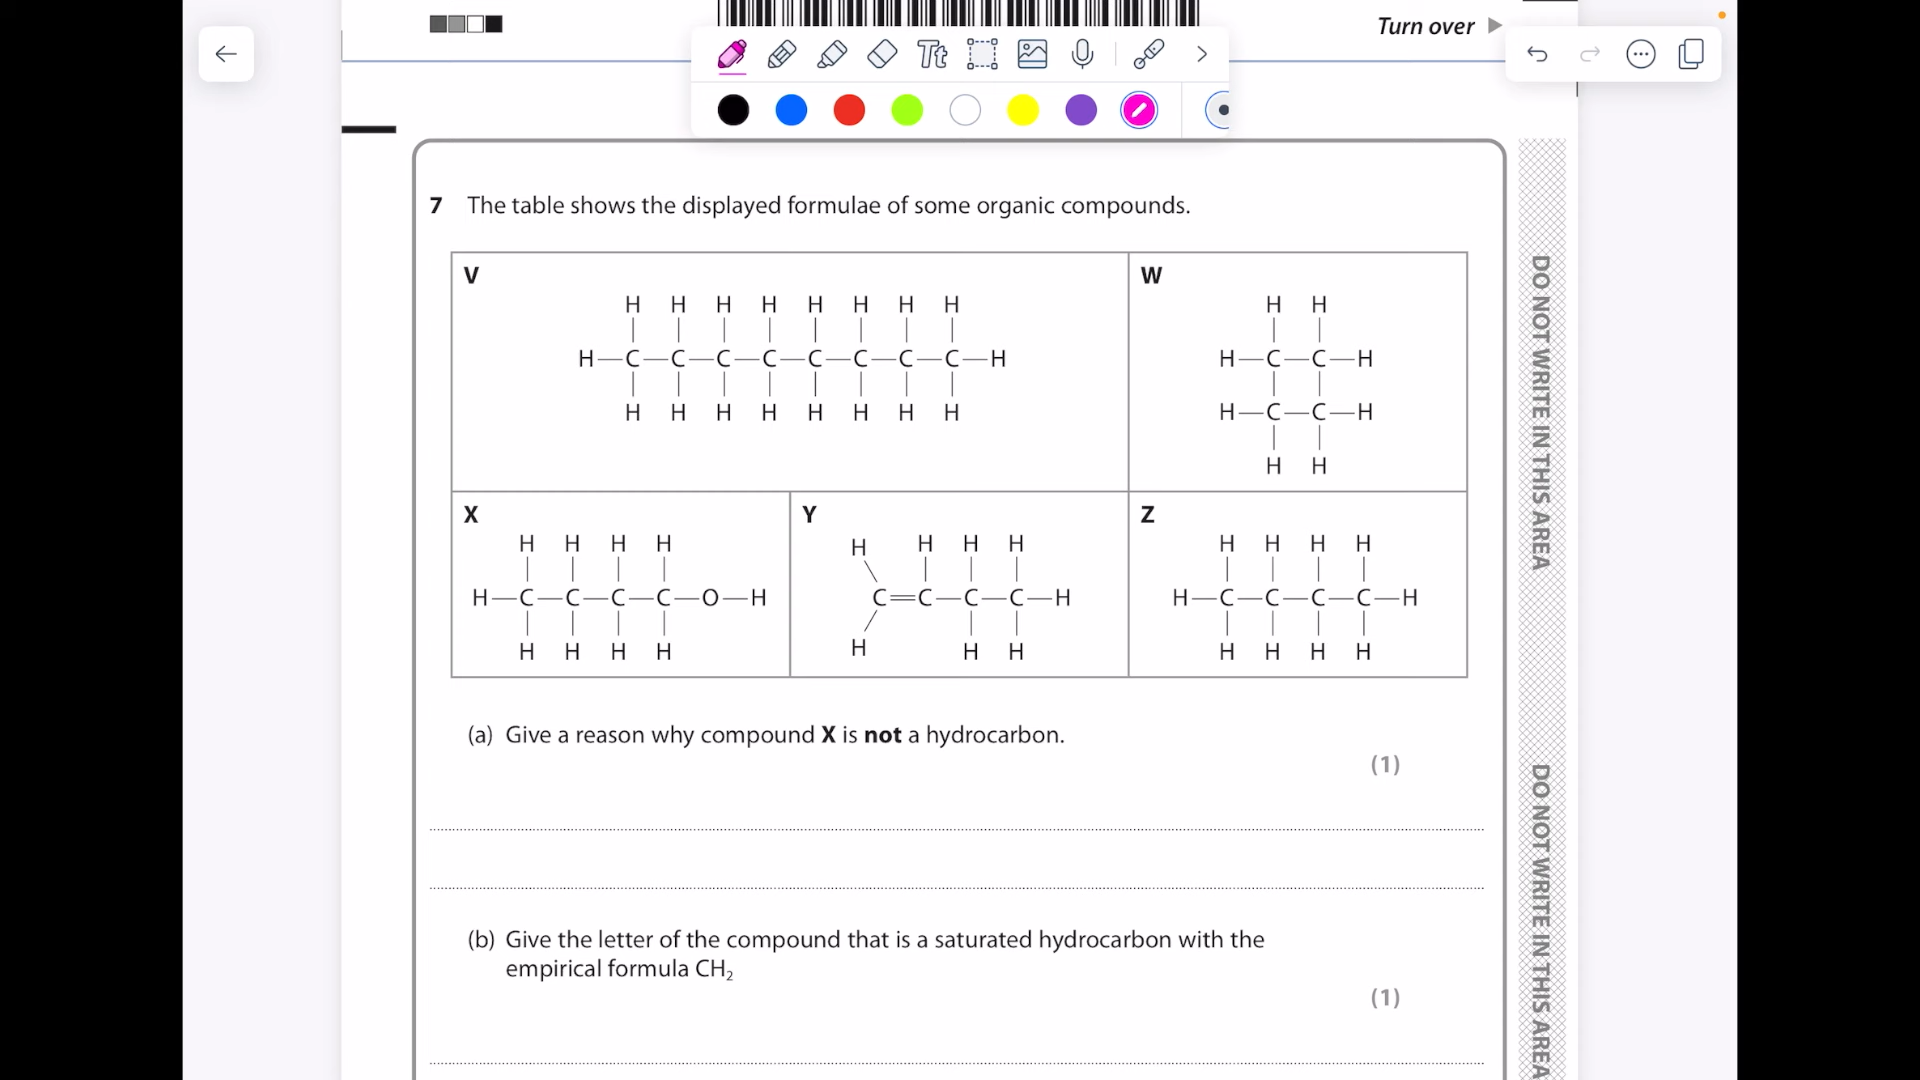 Turn over
Tt
7 The table shows the displayed formulae of some organic compounds.
V
H H H H H H H H
H—C—C—C—C—C—C—C—C—H
H H H H H H H H
W
H H
H—C—C—H
H—C—C—H
H H
X
H H H H
H—C—C—C—C—O—H
H H H H
Y
H H H H
C=C—C—C—H
H H H
Z
H H H H
H—C—C—C—C—H
H H H H
(a) Give a reason why compound X is not a hydrocarbon.
(1)
(b) Give the letter of the compound that is a saturated hydrocarbon with the
empirical formula CH₂
(1)
DO NOT WRITE IN THIS AREA
DO NOT WRITE IN THIS AREA